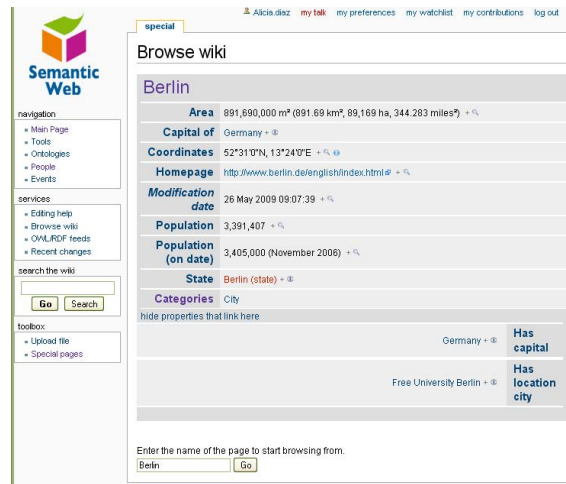 Alicia.diaz my talk my preferences my watchlist my contributions log out
special
Browse wiki
Semantic
Web
navigation
Main Page
Tools
Ontologies
People
Events
services
Editing help
Browse wiki
OWL/RDF feeds
Recent changes
search the wiki
Go Search
toolbox
Upload file
Special pages
Berlin
Area 891,690,000 m² (891.69 km², 89,169 ha, 344.283 miles²) +
Capital of Germany +
Coordinates 52°31'0"N, 13°24'0"E +
Homepage http://www.berlin.de/english/index.html +
Modification
date 26 May 2009 09:07:39 +
Population 3,391,407 +
Population
(on date) 3,405,000 (November 2006) +
State Berlin (state) +
Categories City
hide properties that link here
Germany + Has
capital
Free University Berlin + Has
location
city
Enter the name of the page to start browsing from.
Berlin Go